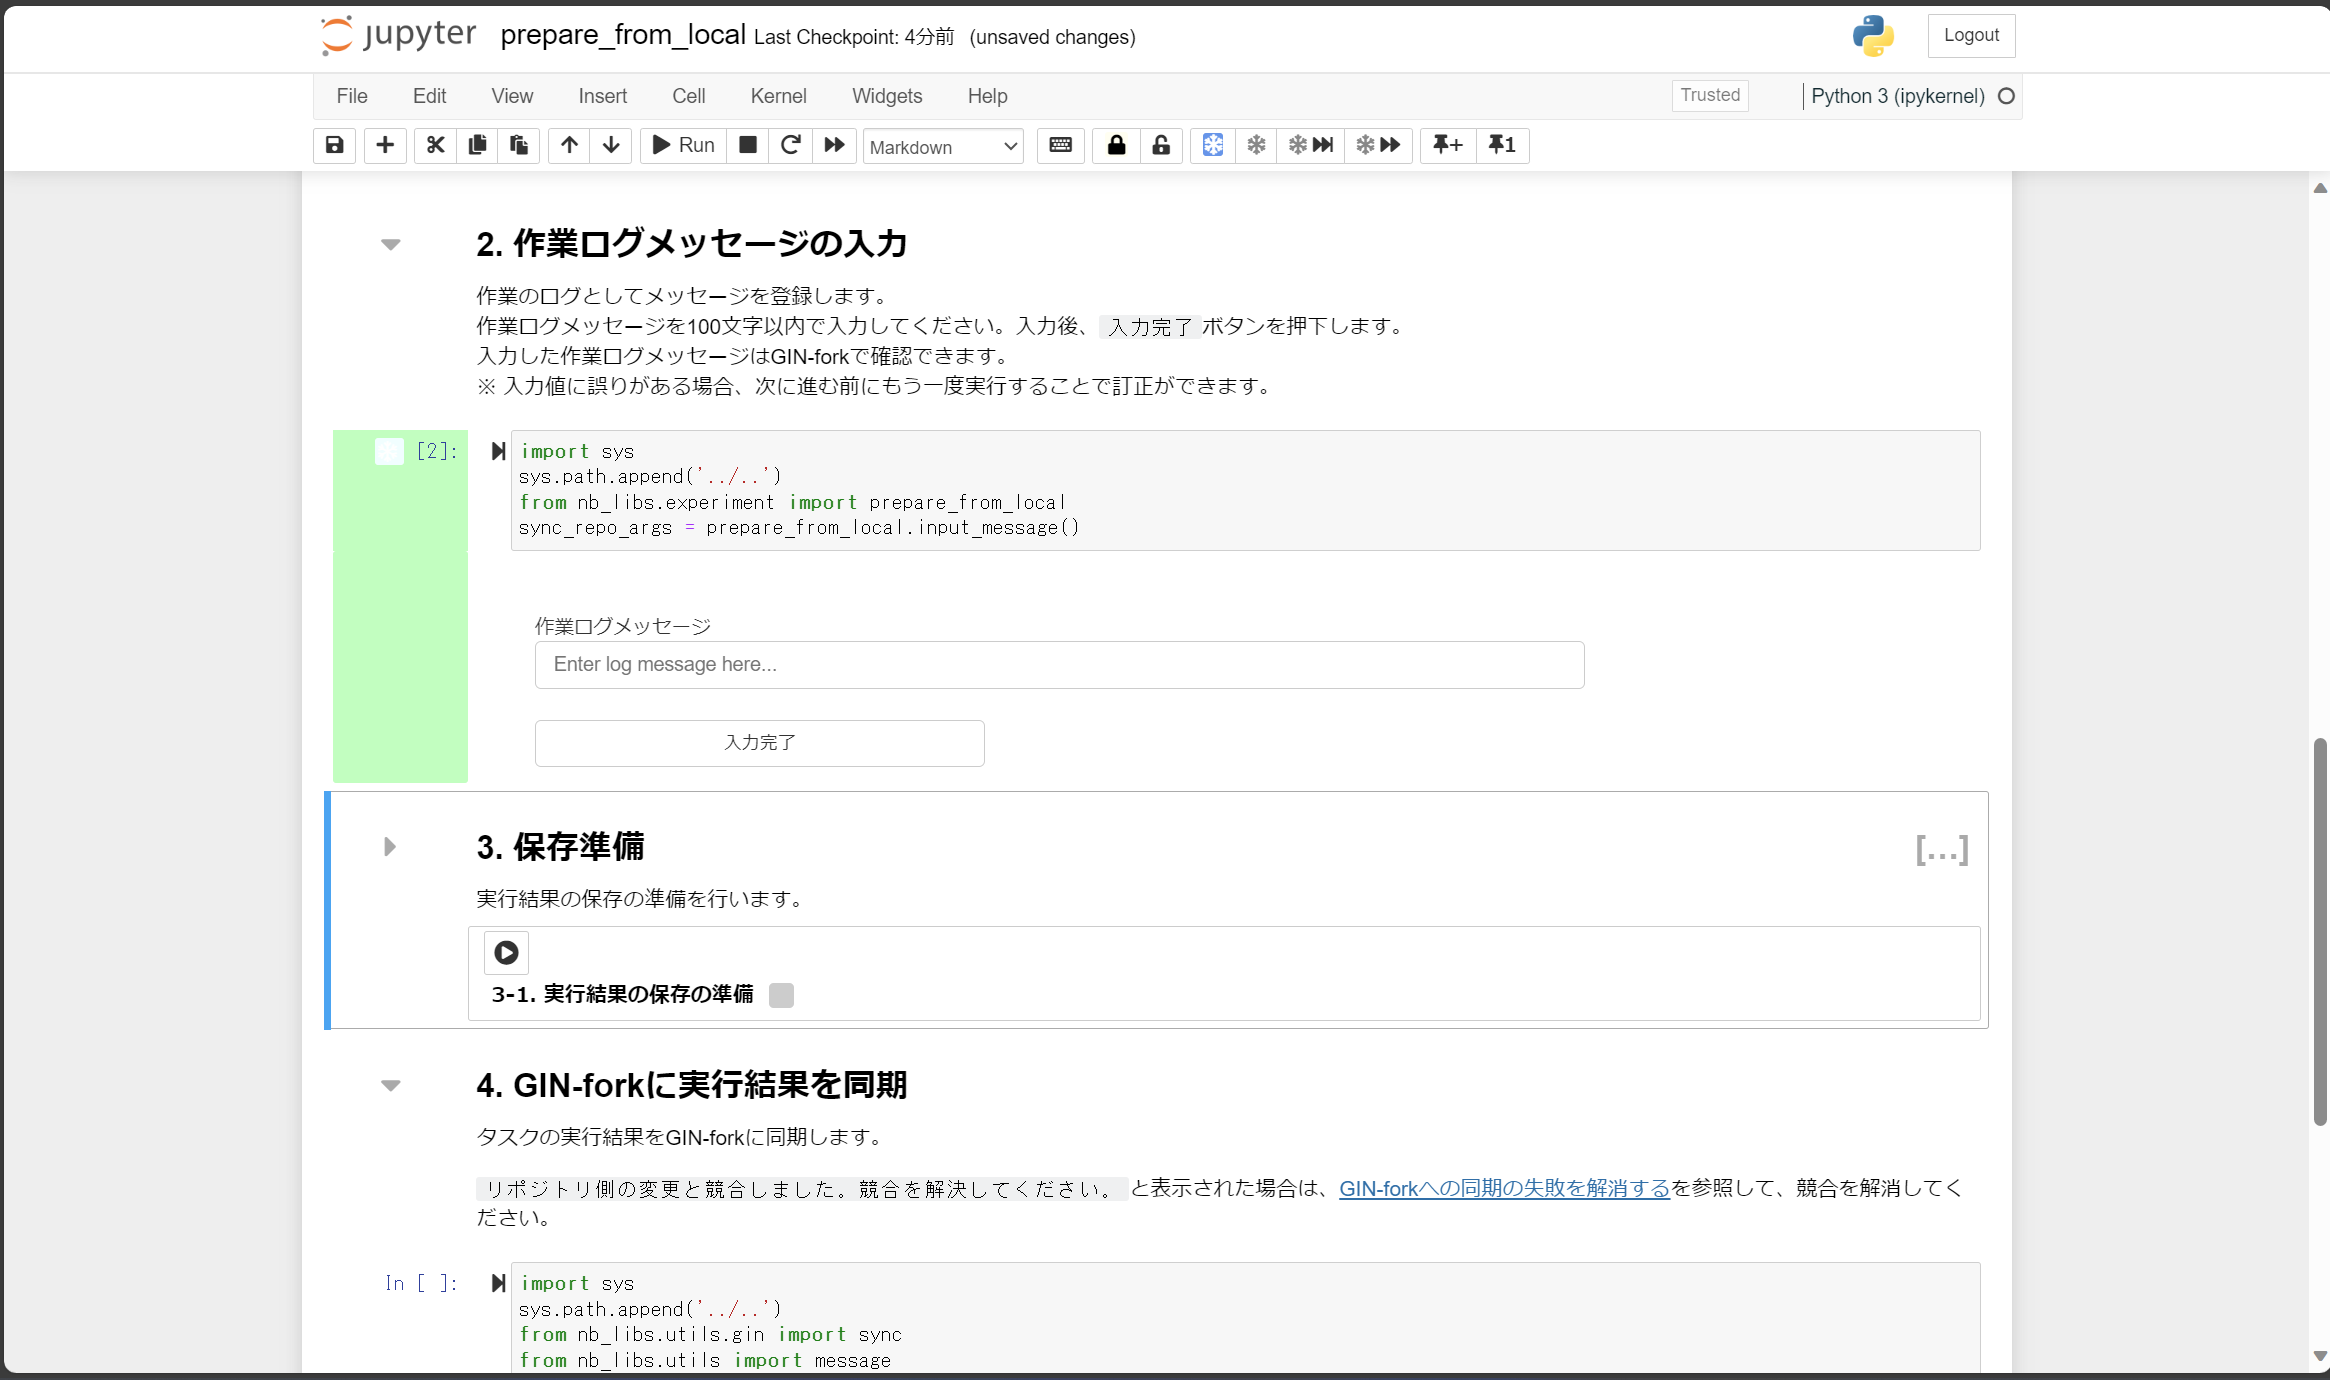 jupyter prepare_from_local Last Checkpoint: 4分前 (unsaved changes) Logout
File Edit View Insert Cell Kernel Widgets Help Trusted Python 3 (ipykernel)
Run Markdown + 1
2. 作業ログメッセージの入力
作業のログとしてメッセージを登録します。
作業ログメッセージを100文字以内で入力してください。入力後、 入力完了 ボタンを押下します。
入力した作業ログメッセージはGIN-forkで確認できます。
※ 入力値に誤りがある場合、次に進む前にもう一度実行することで訂正ができます。
[2]: import sys
sys.path.append('../..')
from nb_libs.experiment import prepare_from_local
sync_repo_args = prepare_from_local.input_message()
作業ログメッセージ
Enter log message here...
入力完了
3. 保存準備 [...]
実行結果の保存の準備を行います。
3-1. 実行結果の保存の準備
4. GIN-forkに実行結果を同期
タスクの実行結果をGIN-forkに同期します。
リポジトリ側の変更と競合しました。競合を解決してください。 と表示された場合は、GIN-forkへの同期の失敗を解消するを参照して、競合を解消してく
ださい。
In [ ]: import sys
sys.path.append('../..')
from nb_libs.utils.gin import sync
from nb_libs.utils import message